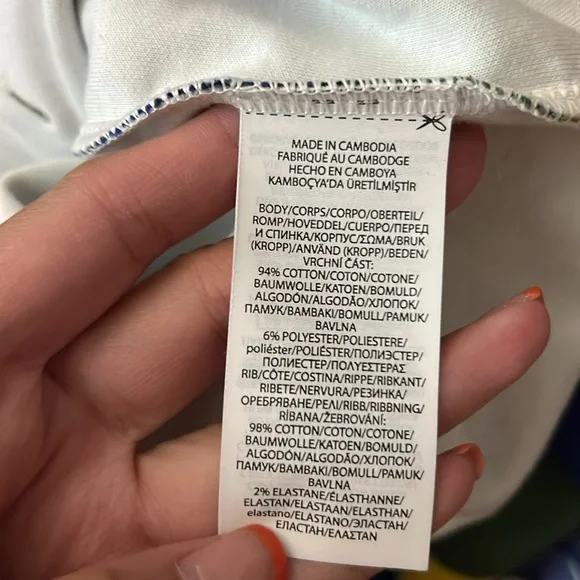 MADE IN CAMBODIA
FABRIQUÉ AU CAMBODGE
HECHO EN CAMBOYA
KAMBOÇYA'DA ÜRETİLMİŞTİR
BODY/CORPS/CORPO/OBERTEIL/
ROMP/HOVEDDEL/CUERPO/ПЕРЕД
И СПИНКА/КОРПУС/ΣΩΜΑ/BRUK
(KROPP)/ANVÄND (KROPP)/BEDEN/
VRCHNÍ ČÁST:
94% COTTON/COTON/COTONE/
BAUMWOLLE/KATOEN/BOMULD/
ALGODÓN/ALGODÃO/ХЛОПОК/
ПАМУК/ΒΑΜΒΑΚΙ/BOMULL/PAMUK/
BAVLNA
6% POLYESTER/POLIESTERE/
poliéster/POLIÉSTER/ПОЛИЭСТЕР/
ПОЛИЕСТЕР/ΠΟΛΥΕΣΤΕΡΑΣ
RIB/CÔTE/COSTINA/RIPPE/RIBKANT/
RIBETE/NERVURA/РЕЗИНКА/
ОРЕБРЯВАНЕ/ΡΕΛΙ/RIBB/RIBBNING/
RİBANA/ŽEBROVÁNÍ:
98% COTTON/COTON/COTONE/
BAUMWOLLE/KATOEN/BOMULD/
ALGODÓN/ALGODÃO/ХЛОПОК/
ПАМУК/ΒΑΜΒΑΚΙ/BOMULL/PAMUK/
BAVLNA
2% ELASTANE/ÉLASTHANNE/
ELASTAN/ELASTAAN/ELASTHAN/
elastano/ELASTANO/ЭЛАСТАН/
ЕЛАСТАН/ΕΛΑΣΤΑΝ